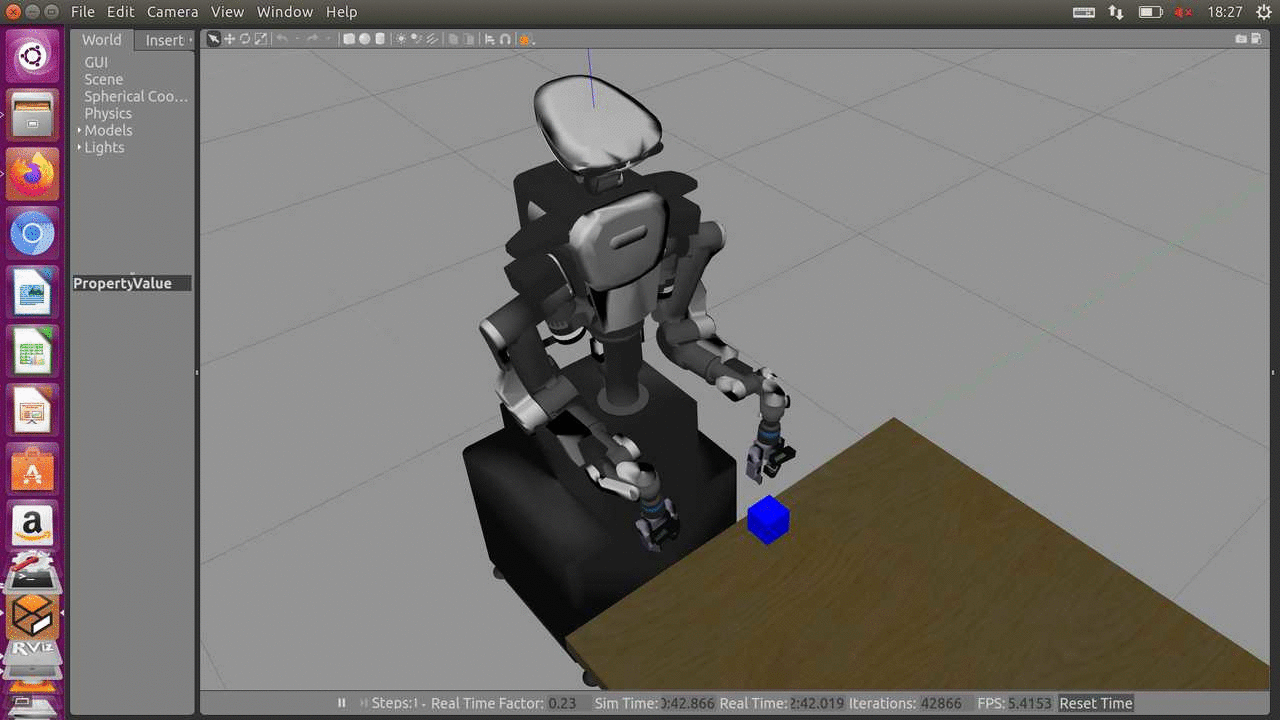 File Edit Camera View Window Help
18:27
World Insert
GUI
Scene
Spherical Coo...
Physics
Models
Lights
PropertyValue
a
RViz
Steps:1 Real Time Factor: 0.23 Sim Time: 0:42.866 Real Time: 2:42.019 Iterations: 42866 FPS: 5.4153 Reset Time